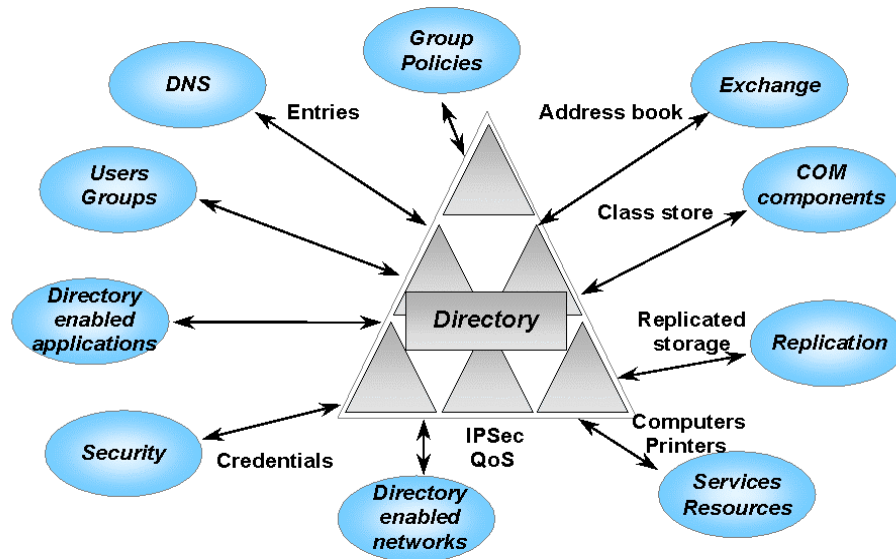 Group
Policies
DNS
Exchange
Entries
Address book
Users
Groups
COM
components
Class store
Directory
enabled
applications
Directory
Replicated
storage
Replication
Security
Credentials
IPSec
QoS
Computers
Printers
Directory
enabled
networks
Services
Resources